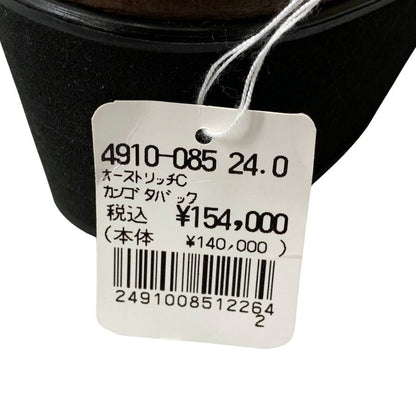 4910-085 24.0
オーストリッチC
カンゴ タバック
税込 ¥154,000
(本体 ¥140,000 )
2491008512264
2